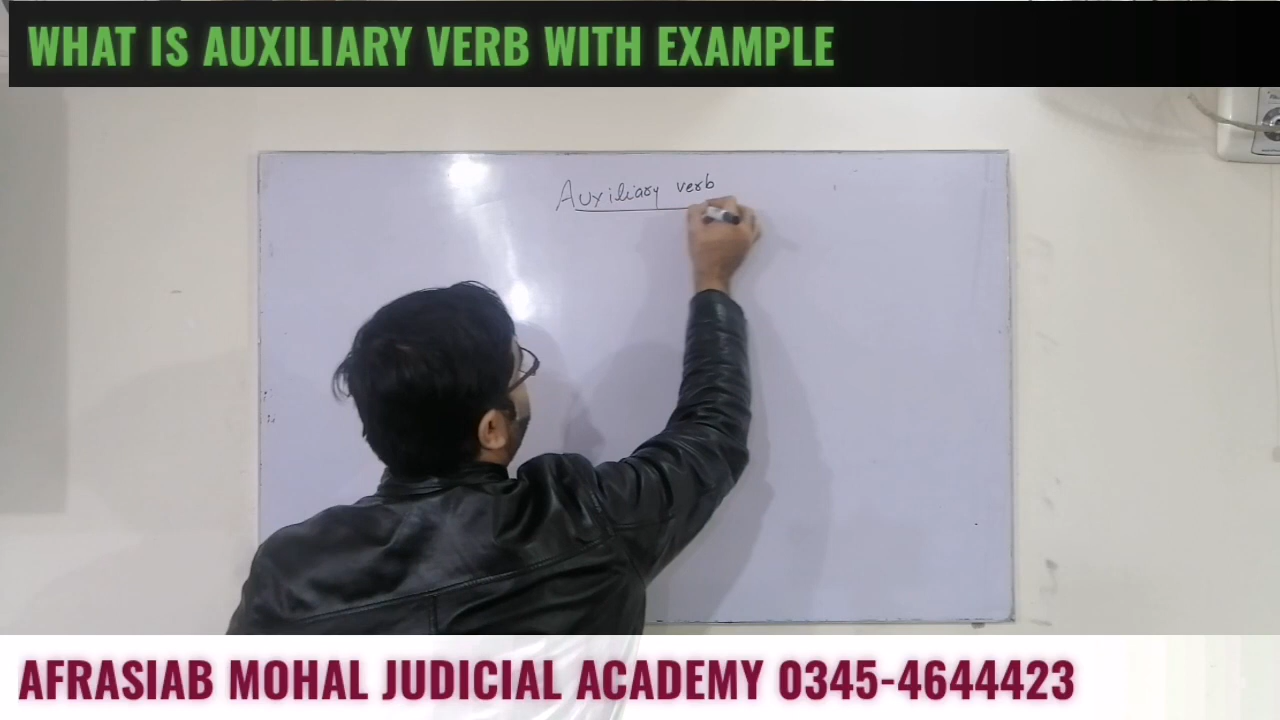 WHAT IS AUXILIARY VERB WITH EXAMPLE
Auxiliary verb
AFRASIAB MOHAL JUDICIAL ACADEMY 0345-4644423